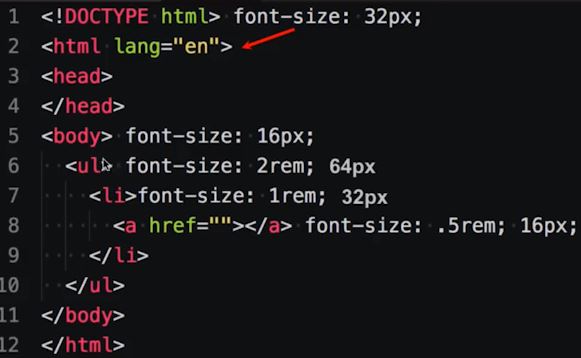 1 <!DOCTYPE html> font-size: 32px;
2 <html lang="en">
3 <head>
4 </head>
5 <body> font-size: 16px;
6 <ul> font-size: 2rem; 64px
7 <li>font-size: 1rem; 32px
8 <a href=""></a> font-size: .5rem; 16px;
9 </li>
10 </ul>
11 </body>
12 </html>